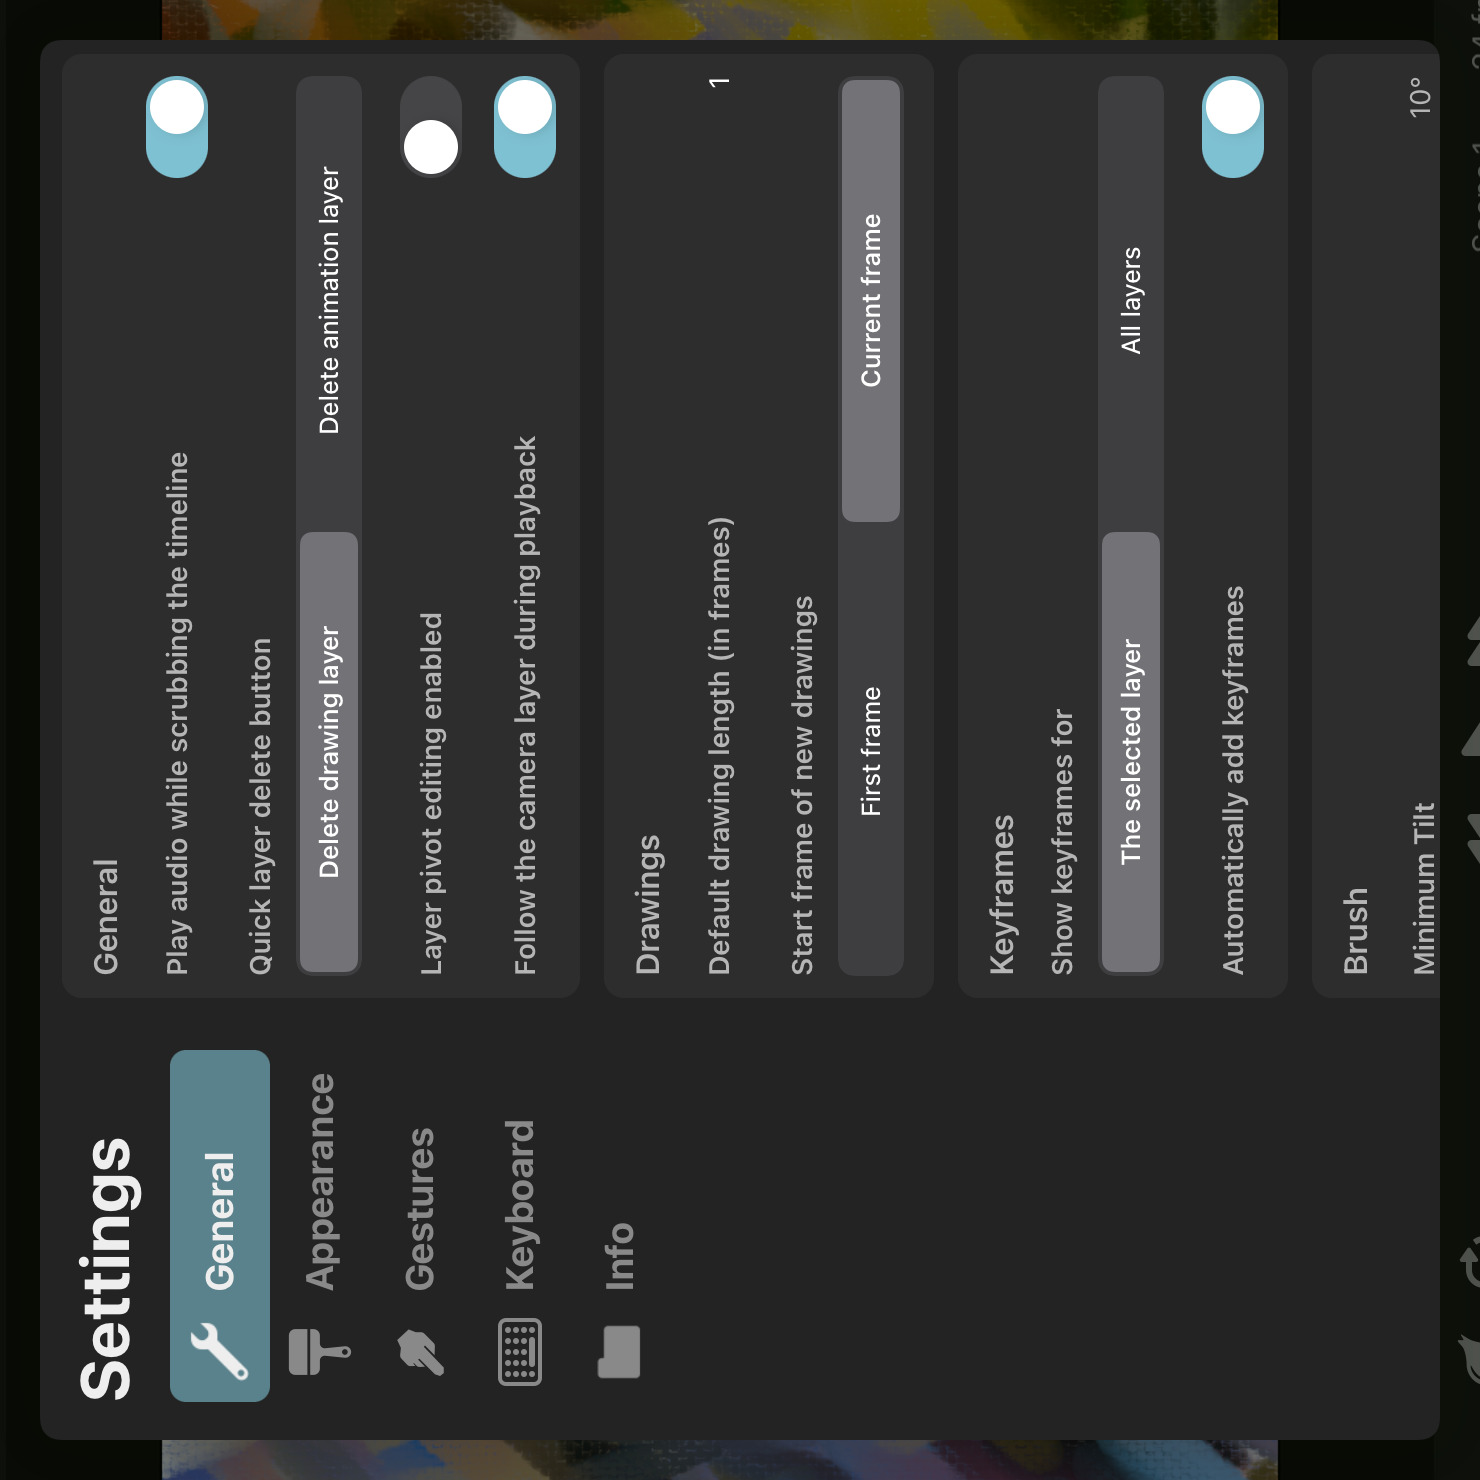 Settings
General
Appearance
Gestures
Keyboard
Info
General
Play audio while scrubbing the timeline
Quick layer delete button
Delete drawing layer
Delete animation layer
Layer pivot editing enabled
Follow the camera layer during playback
Drawings
Default drawing length (in frames) 1
Start frame of new drawings
First frame
Current frame
Keyframes
Show keyframes for
The selected layer
All layers
Automatically add keyframes
Brush
Minimum Tilt 10°
Scene 1